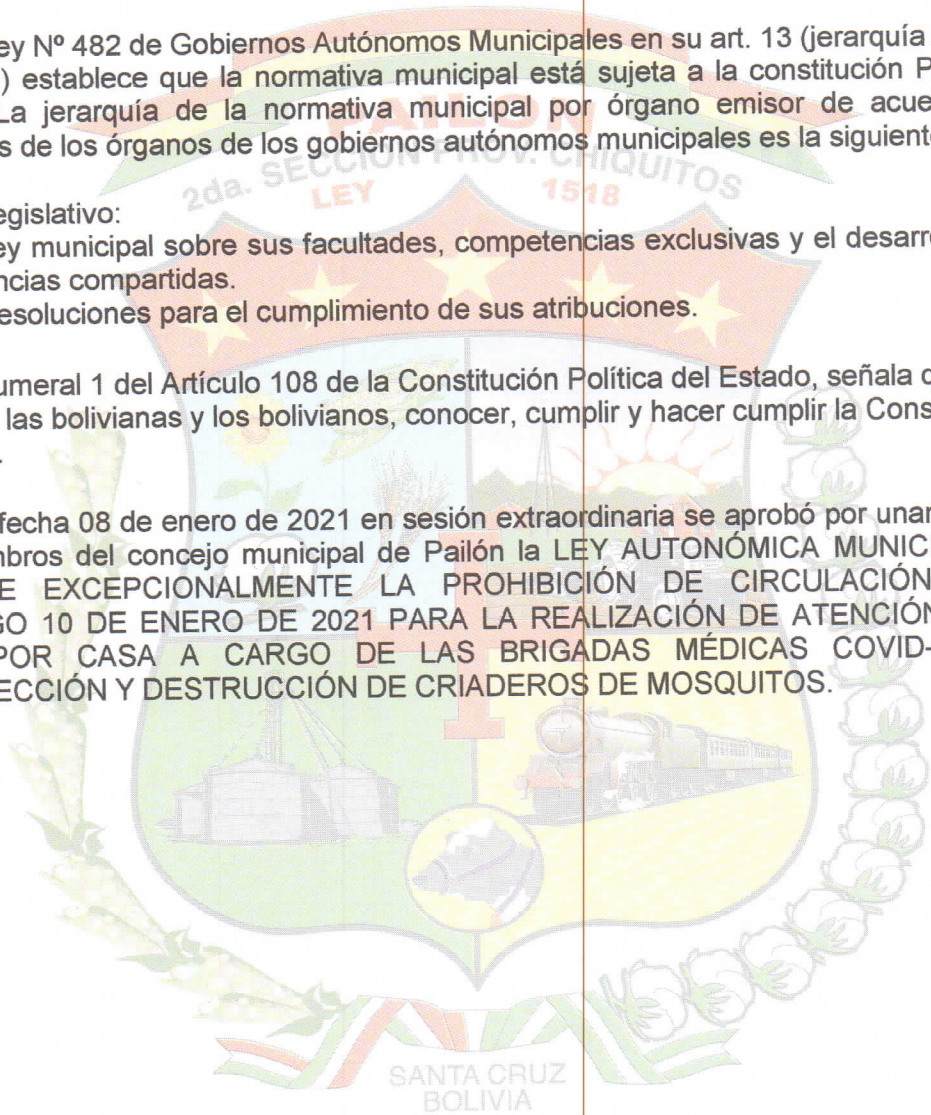 ey Nº 482 de Gobiernos Autónomos Municipales en su art. 13 (jerarquía
) establece que la normativa municipal está sujeta a la constitución P
La jerarquía de la normativa municipal por órgano emisor de acue
s de los órganos de los gobiernos autónomos municipales es la siguiente
PAILON
2da. SECCION PROV. CHIQUITOS
LEY 1518
egislativo:
ey municipal sobre sus facultades, competencias exclusivas y el desarr
ncias compartidas.
esoluciones para el cumplimiento de sus atribuciones.
umeral 1 del Artículo 108 de la Constitución Política del Estado, señala
las bolivianas y los bolivianos, conocer, cumplir y hacer cumplir la Cons
.
fecha 08 de enero de 2021 en sesión extraordinaria se aprobó por unar
mbros del concejo municipal de Pailón la LEY AUTONÓMICA MUNIC
E EXCEPCIONALMENTE LA PROHIBICIÓN DE CIRCULACIÓN
GO 10 DE ENERO DE 2021 PARA LA REALIZACIÓN DE ATENCIÓN
POR CASA A CARGO DE LAS BRIGADAS MÉDICAS COVID-
ECCIÓN Y DESTRUCCIÓN DE CRIADEROS DE MOSQUITOS.
SANTA CRUZ
BOLIVIA